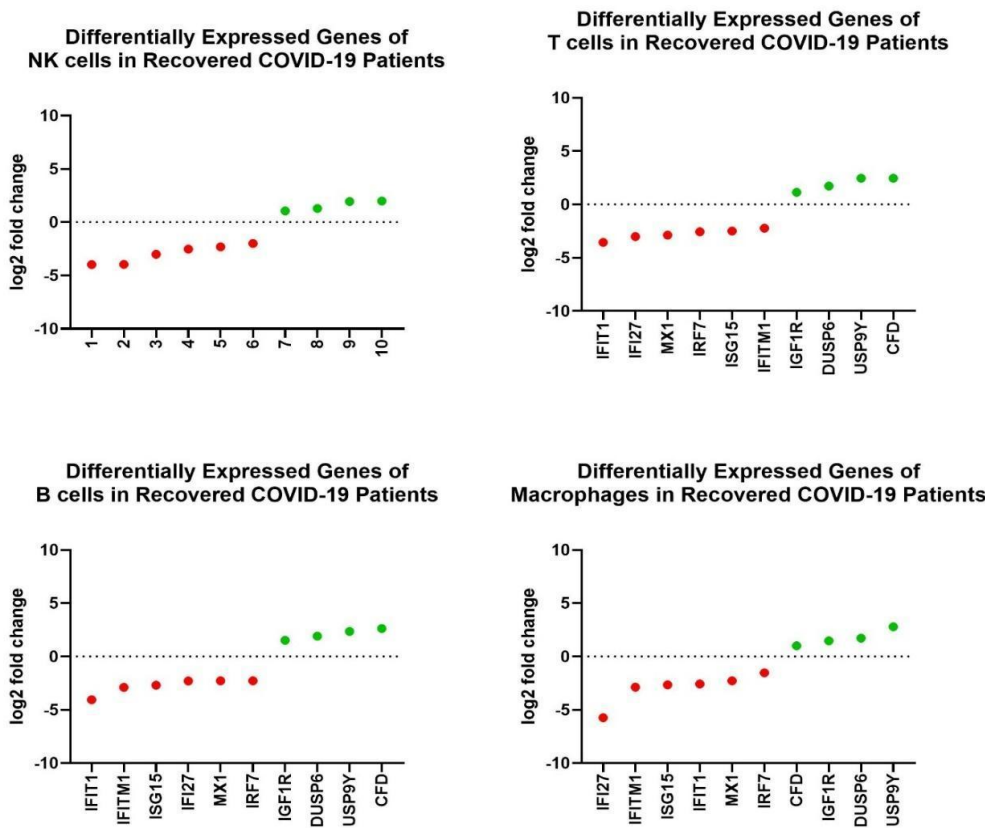 Differentially Expressed Genes of
NK cells in Recovered COVID-19 Patients
log2 fold change
10
5
0
-5
-10
1
2
3
4
5
6
7
8
9
10
Differentially Expressed Genes of
T cells in Recovered COVID-19 Patients
log2 fold change
10
5
0
-5
-10
IFIT1
IFI27
MX1
IRF7
ISG15
IFITM1
IGF1R
DUSP6
USP9Y
CFD
Differentially Expressed Genes of
B cells in Recovered COVID-19 Patients
log2 fold change
10
5
0
-5
-10
IFIT1
IFITM1
ISG15
IFI27
MX1
IRF7
IGF1R
DUSP6
USP9Y
CFD
Differentially Expressed Genes of
Macrophages in Recovered COVID-19 Patients
log2 fold change
10
5
0
-5
-10
IFI27
IFITM1
ISG15
IFIT1
MX1
IRF7
CFD
IGF1R
DUSP6
USP9Y